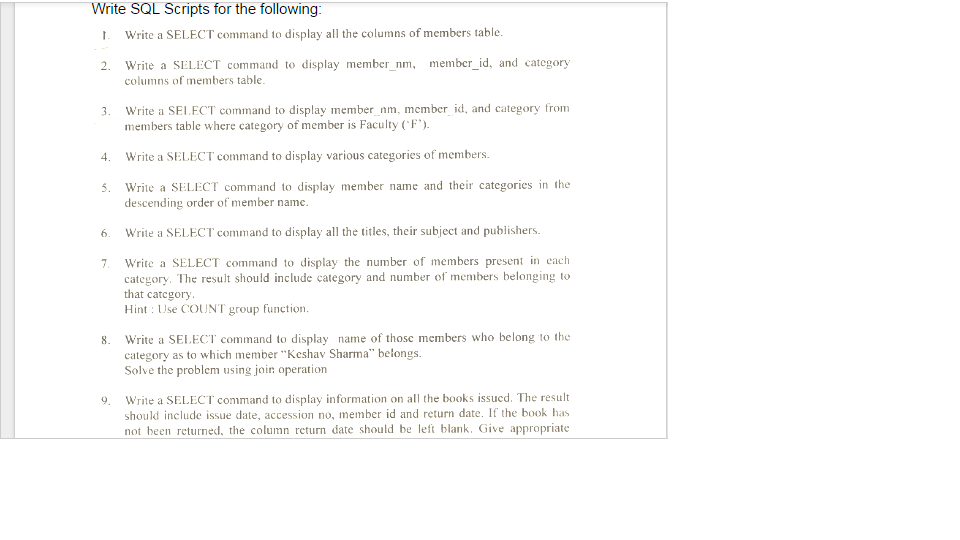 Write SQL Scripts for the following:
1. Write a SELECT command to display all the columns of members table.
2. Write a SELECT command to display member_nm, member_id, and category
columns of members table.
3. Write a SELECT command to display member_nm, member_id, and category from
members table where category of member is Faculty ('F').
4. Write a SELECT command to display various categories of members.
5. Write a SELECT command to display member name and their categories in the
descending order of member name.
6. Write a SELECT command to display all the titles, their subject and publishers.
7. Write a SELECT command to display the number of members present in each
category. The result should include category and number of members belonging to
that category.
Hint : Use COUNT group function.
8. Write a SELECT command to display name of those members who belong to the
category as to which member "Keshav Sharma" belongs.
Solve the problem using join operation
9. Write a SELECT command to display information on all the books issued. The result
should include issue date, accession no, member id and return date. If the book has
not been returned, the column return date should be left blank. Give appropriate